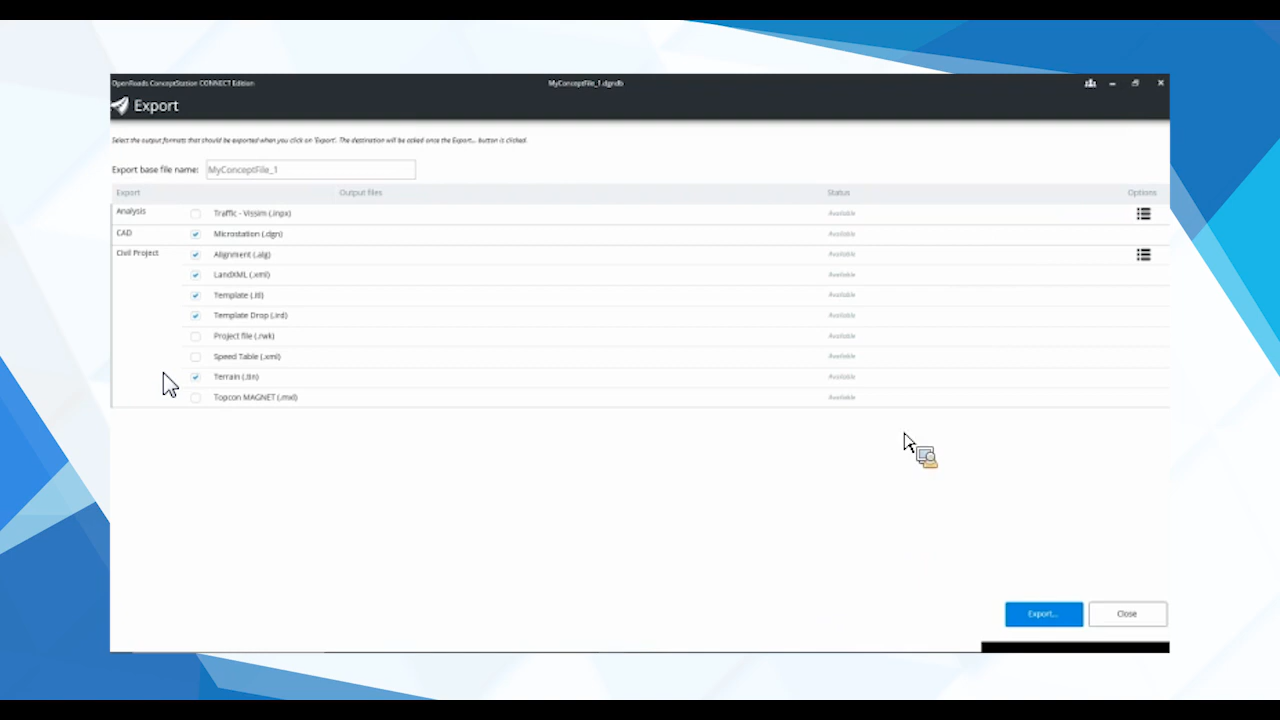 OpenRoads ConceptStation CONNECT Edition
MyConceptFile_1.dgndb
Export
Select the output formats that should be exported when you click on 'Export'. The destination will be asked once the Export... button is clicked.
Export base file name: MyConceptFile_1
Export Output files Status Options
Analysis Traffic - Vissim (.inpx) Available
CAD Microstation (.dgn) Available
Civil Project Alignment (.alg) Available
LandXML (.xml) Available
Template (.itl) Available
Template Drop (.ird) Available
Project file (.rwk) Available
Speed Table (.xml) Available
Terrain (.tin) Available
Topcon MAGNET (.mxl) Available
Export... Close